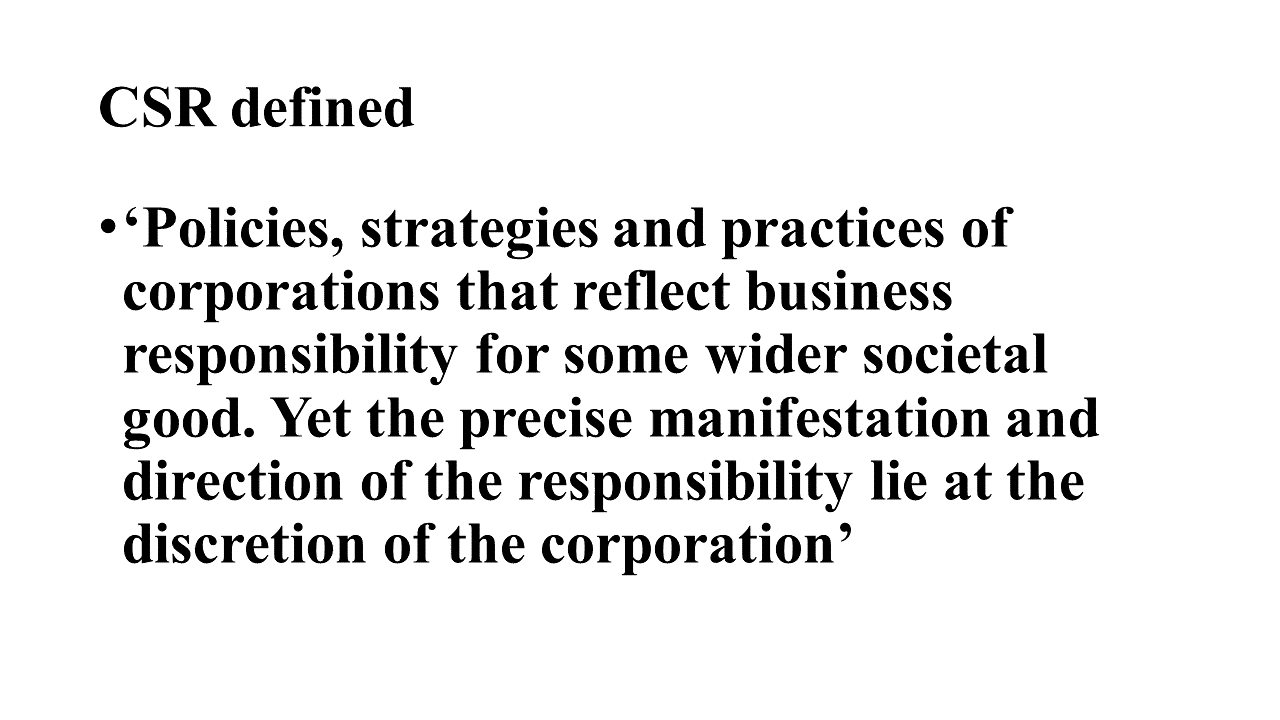 CSR defined
•‘Policies, strategies and practices of
corporations that reflect business
responsibility for some wider societal
good. Yet the precise manifestation and
direction of the responsibility lie at the
discretion of the corporation’